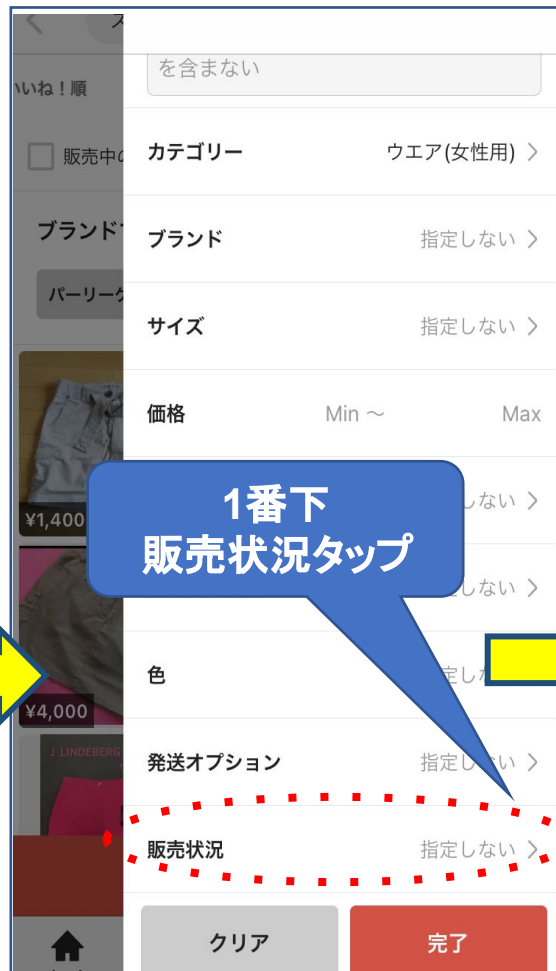 を含まない
いいね！順
販売中の
カテゴリー ウエア(女性用)
ブランド
ブランド 指定しない
パーリーゲ
サイズ 指定しない
価格 Min ～ Max
¥1,400
1番下
販売状況タップ
しない
しない
色 定し
¥4,000
J.LINDEBERG
発送オプション 指定しない
販売状況 指定しない
クリア 完了